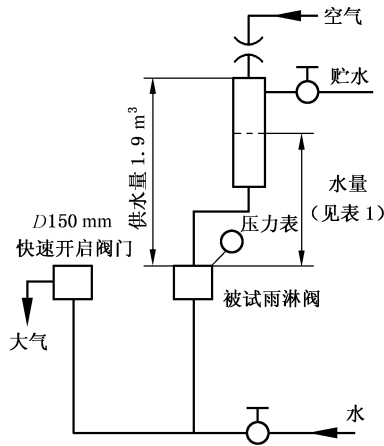 空气
贮水
供水量 1.9 m³
水量
(见表 1)
压力表
D150 mm
快速开启阀门
被试雨淋阀
大气
水